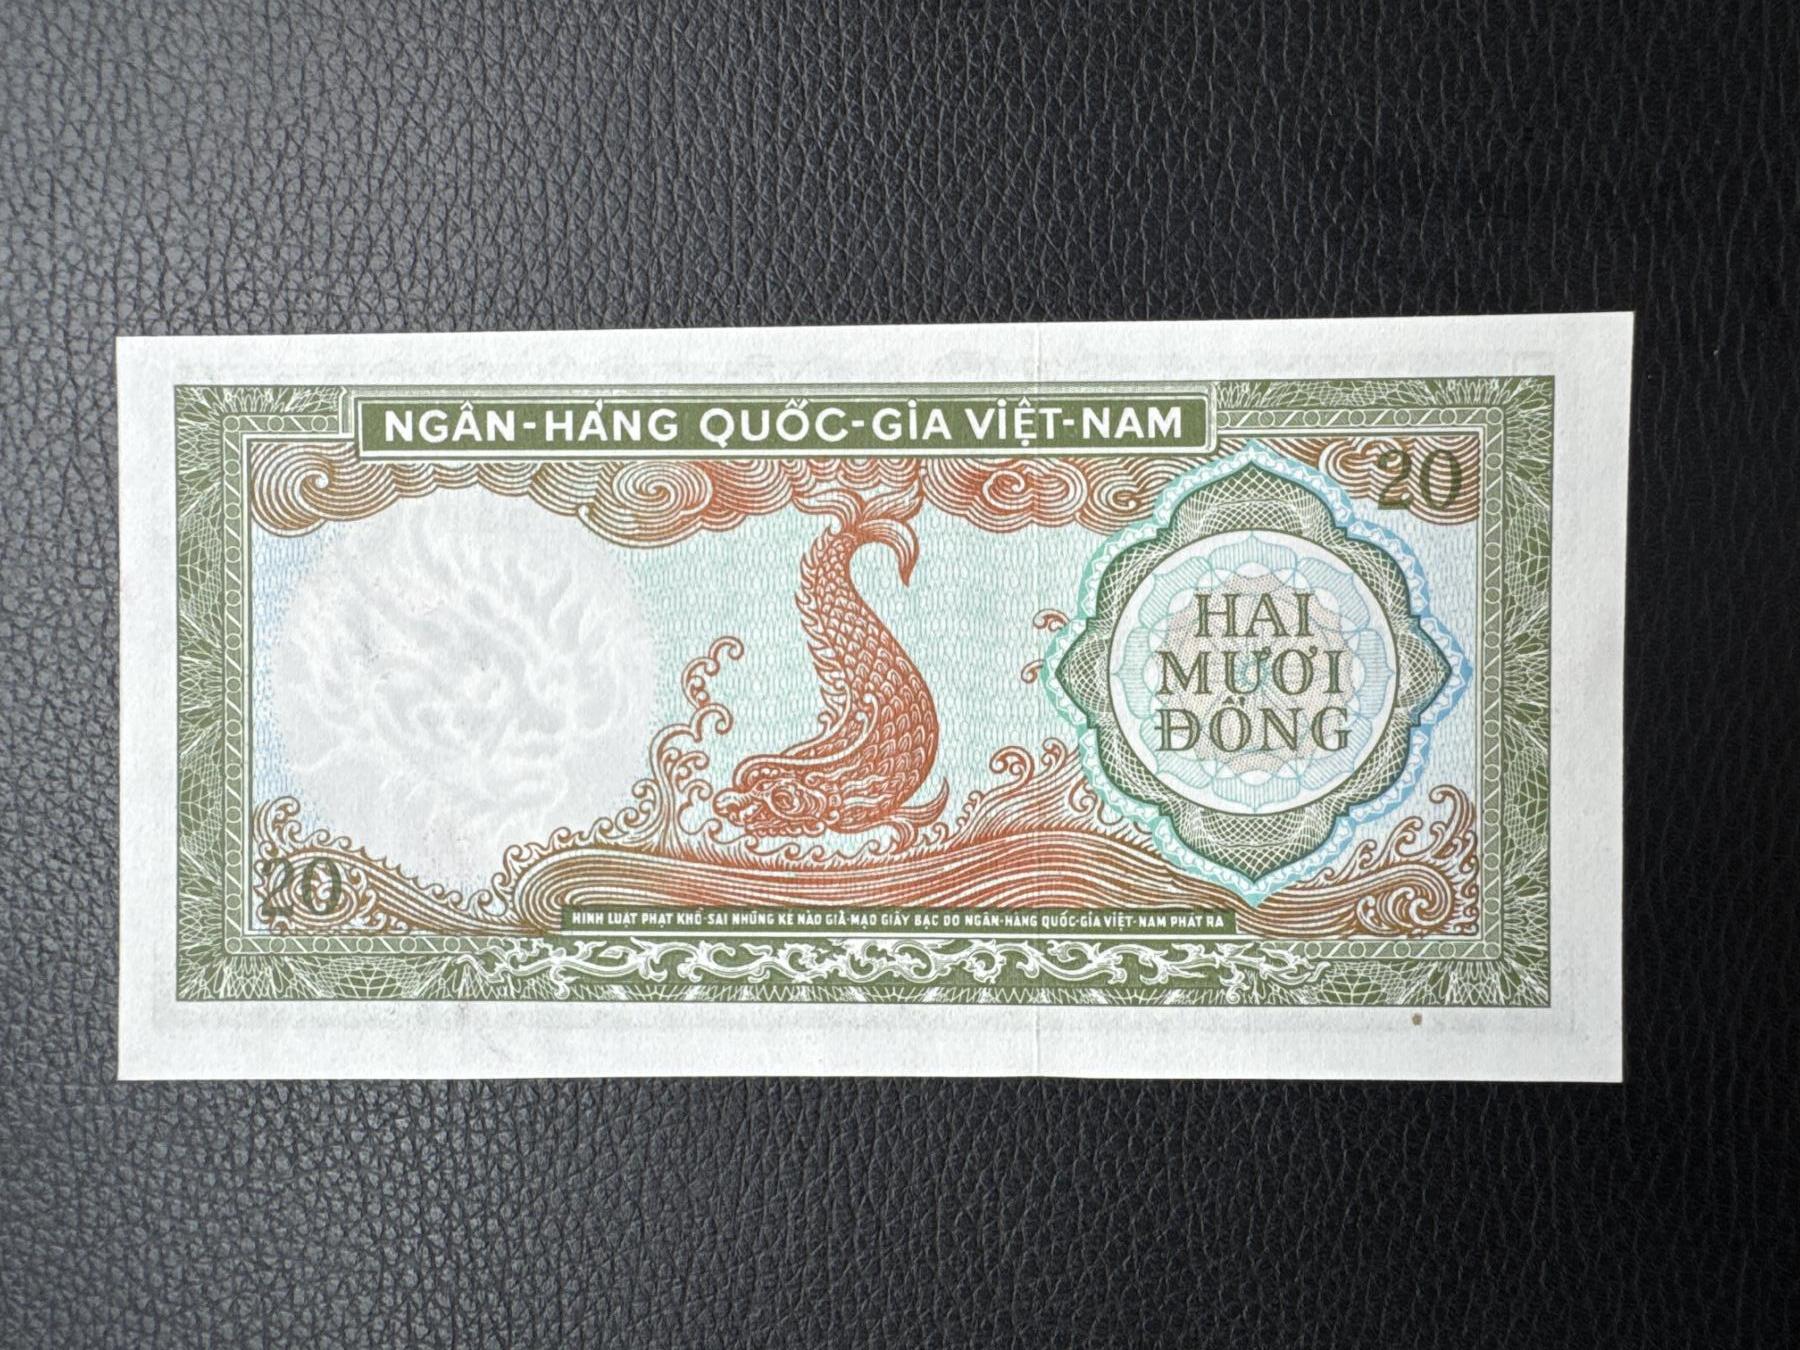 NGÂN-HÀNG QUỐC-GIA VIỆT-NAM
20
HAI
MƯƠI
ĐỒNG
20
HÌNH LUẬT PHẠT KHỔ-SAI NHỮNG KẺ NÀO GIẢ-MẠO GIẤY BẠC DO NGÂN-HÀNG QUỐC-GIA VIỆT-NAM PHÁT RA